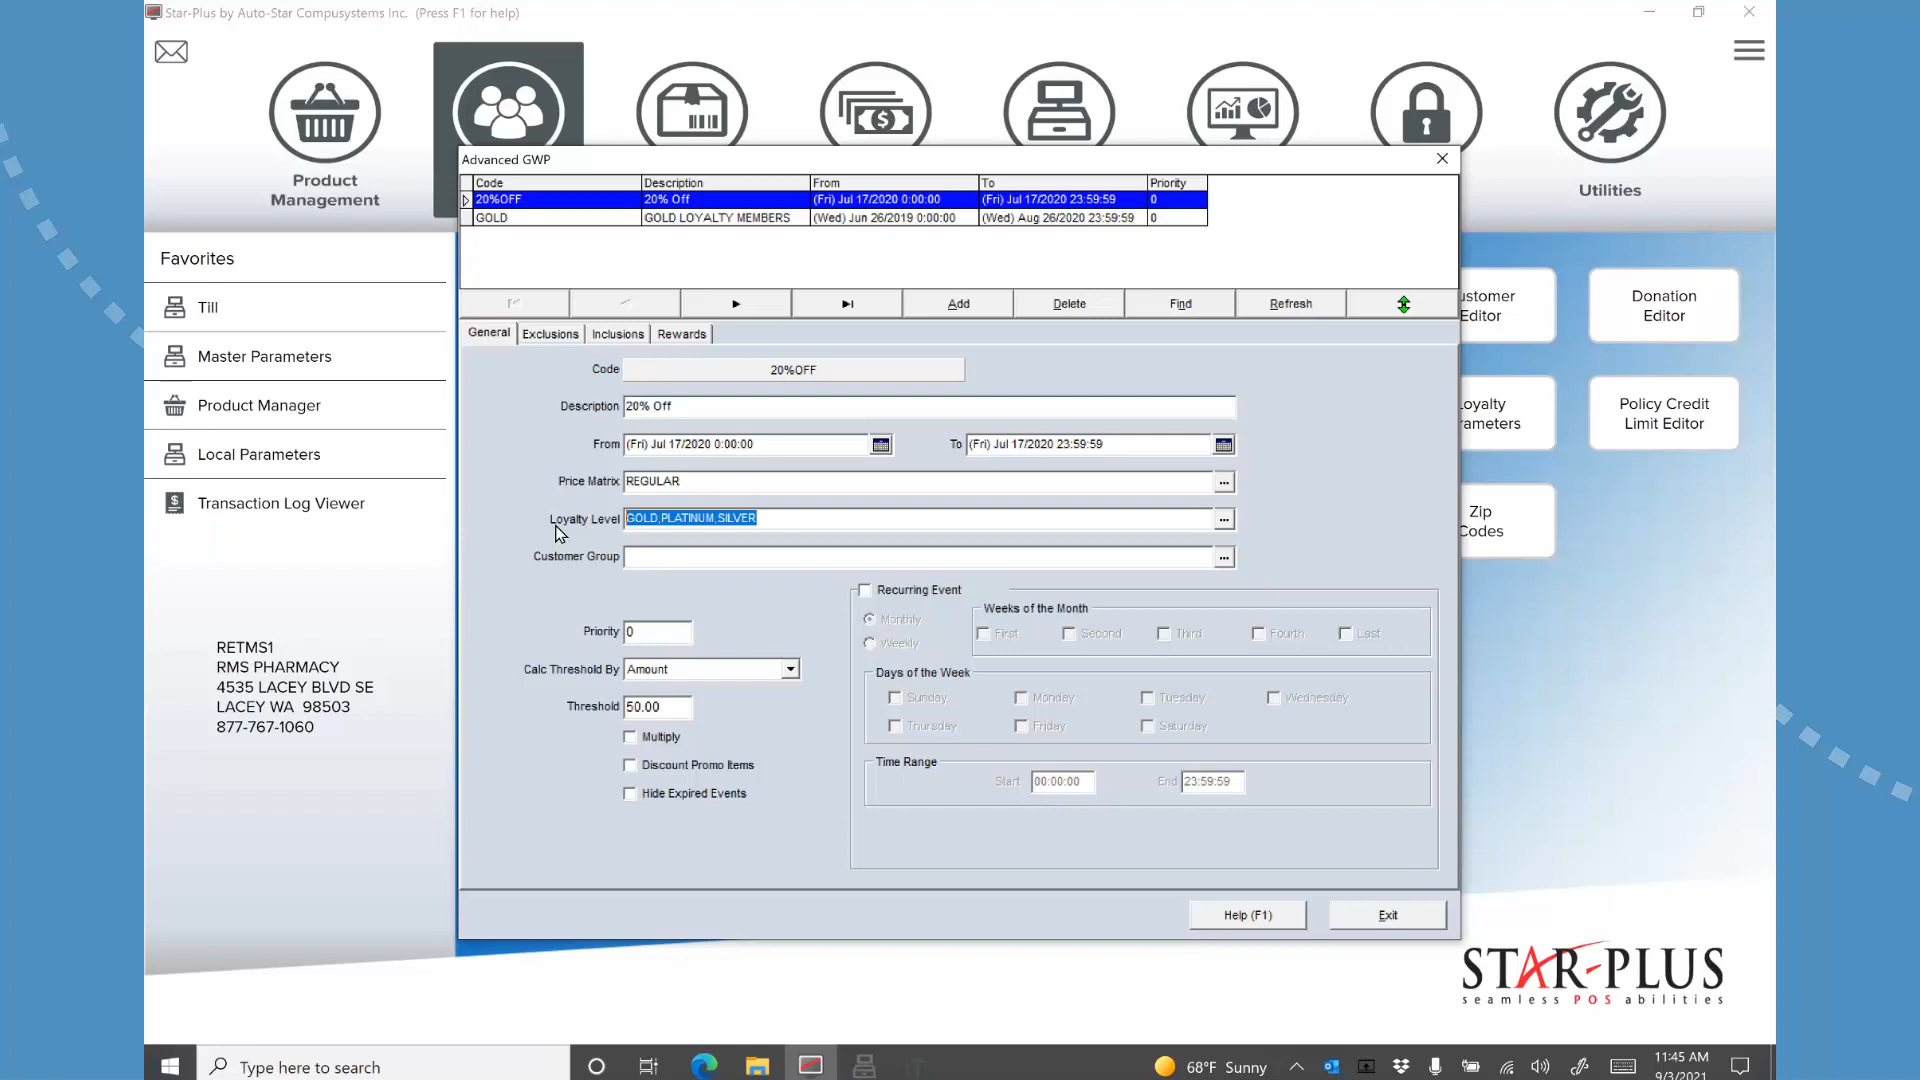 Star-Plus by Auto-Star Compusystems Inc. (Press F1 for help)
Product
Management
Utilities
Favorites
Till
Master Parameters
Product Manager
Local Parameters
Transaction Log Viewer
RETMS1
RMS PHARMACY
4535 LACEY BLVD SE
LACEY WA 98503
877-767-1060
Advanced GWP
Code Description From To Priority
20%OFF 20% Off (Fri) Jul 17/2020 0:00:00 (Fri) Jul 17/2020 23:59:59 0
GOLD GOLD LOYALTY MEMBERS (Wed) Jun 26/2019 0:00:00 (Wed) Aug 26/2020 23:59:59 0
Add Delete Find Refresh
General Exclusions Inclusions Rewards
Code 20%OFF
Description 20% Off
From (Fri) Jul 17/2020 0:00:00 To (Fri) Jul 17/2020 23:59:59
Price Matrix REGULAR ...
Loyalty Level GOLD,PLATINUM,SILVER ...
Customer Group ...
Priority 0
Calc Threshold By Amount
Threshold 50.00
Multiply
Discount Promo Items
Hide Expired Events
Recurring Event
Monthly
Weekly
Weeks of the Month
First Second Third Fourth Last
Days of the Week
Sunday Monday Tuesday Wednesday
Thursday Friday Saturday
Time Range
Start 00:00:00 End 23:59:59
Help (F1) Exit
ustomer
Editor
Donation
Editor
oyalty
ameters
Policy Credit
Limit Editor
Zip
Codes
STAR-PLUS
seamless POS abilities
Type here to search
68°F Sunny
11:45 AM
9/3/2021